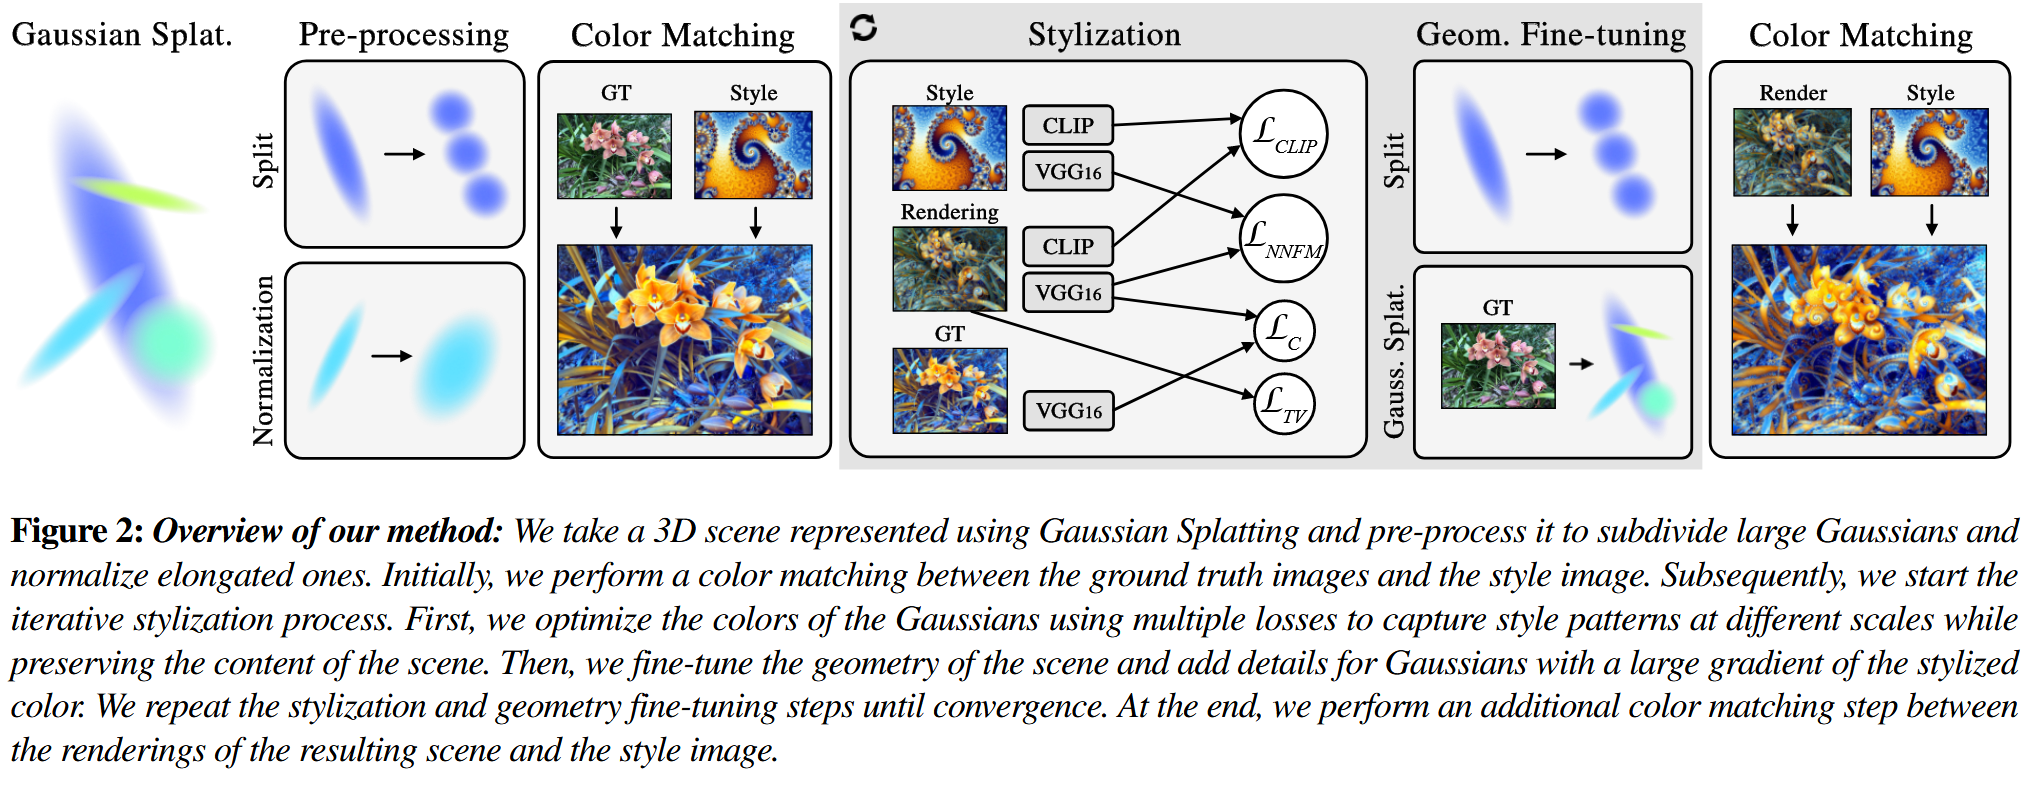 Gaussian Splat.
Pre-processing
Split
Normalization
Color Matching
GT
Style
Stylization
Style
CLIP
VGG16
Rendering
CLIP
VGG16
GT
VGG16
ℒCLIP
ℒNNFM
ℒC
ℒTV
Geom. Fine-tuning
Split
Gauss. Splat.
GT
Color Matching
Render
Style
Figure 2: Overview of our method: We take a 3D scene represented using Gaussian Splatting and pre-process it to subdivide large Gaussians and
normalize elongated ones. Initially, we perform a color matching between the ground truth images and the style image. Subsequently, we start the
iterative stylization process. First, we optimize the colors of the Gaussians using multiple losses to capture style patterns at different scales while
preserving the content of the scene. Then, we fine-tune the geometry of the scene and add details for Gaussians with a large gradient of the stylized
color. We repeat the stylization and geometry fine-tuning steps until convergence. At the end, we perform an additional color matching step between
the renderings of the resulting scene and the style image.